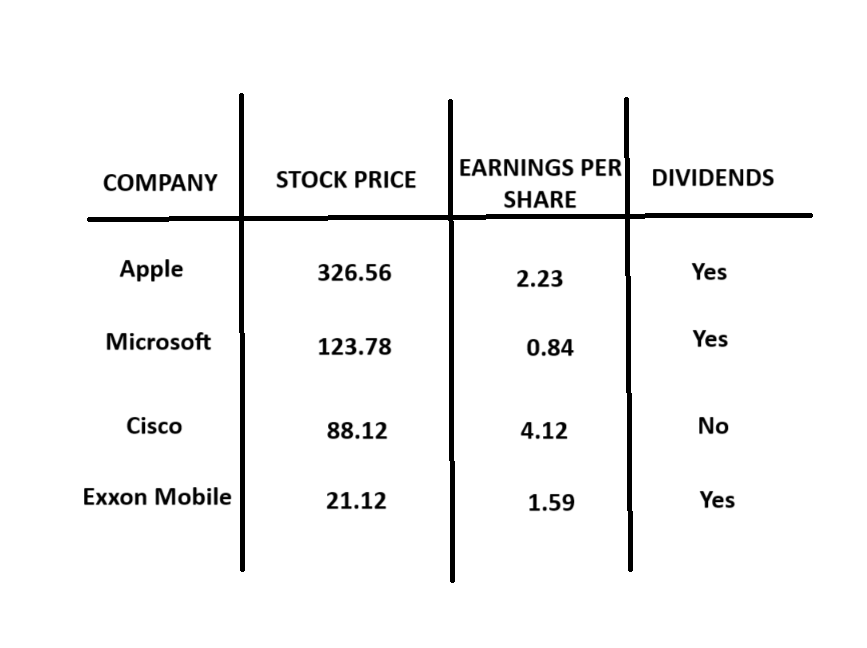 COMPANY STOCK PRICE EARNINGS PER SHARE DIVIDENDS
Apple 326.56 2.23 Yes
Microsoft 123.78 0.84 Yes
Cisco 88.12 4.12 No
Exxon Mobile 21.12 1.59 Yes